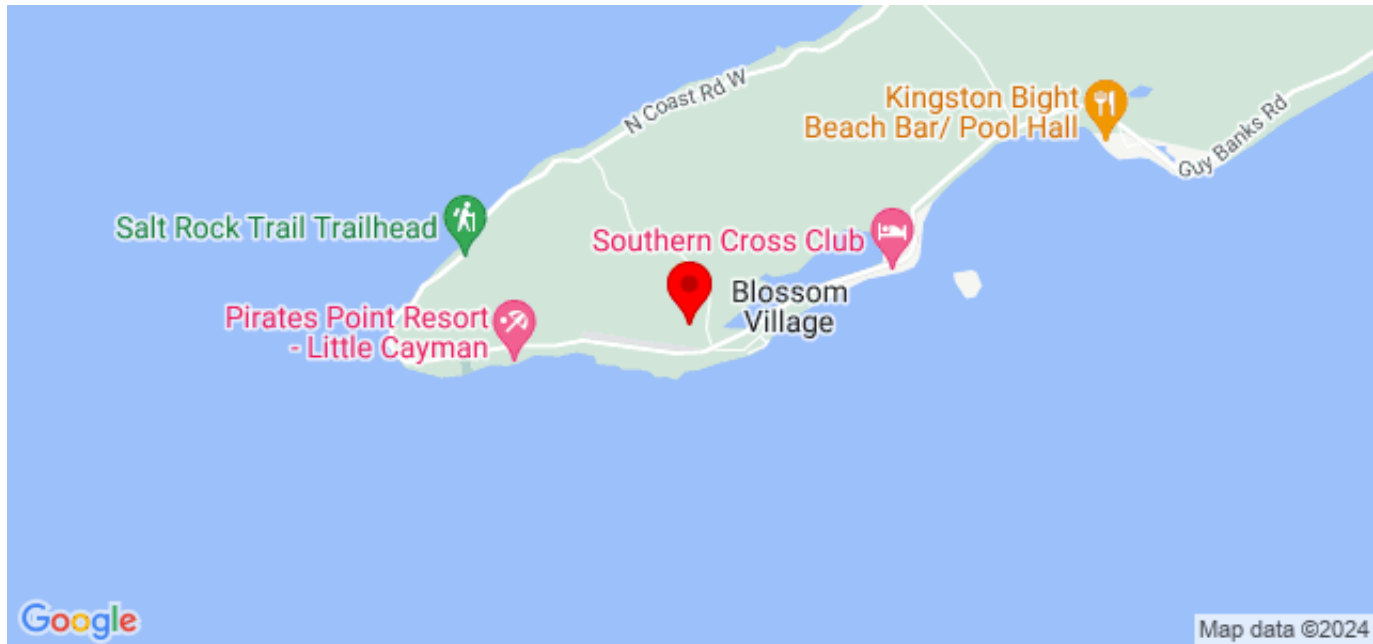 N Coast Rd W
Kingston Bight
Beach Bar/ Pool Hall
Guy Banks Rd
Salt Rock Trail Trailhead
Southern Cross Club
Blossom
Village
Pirates Point Resort
- Little Cayman
Google
Map data ©2024